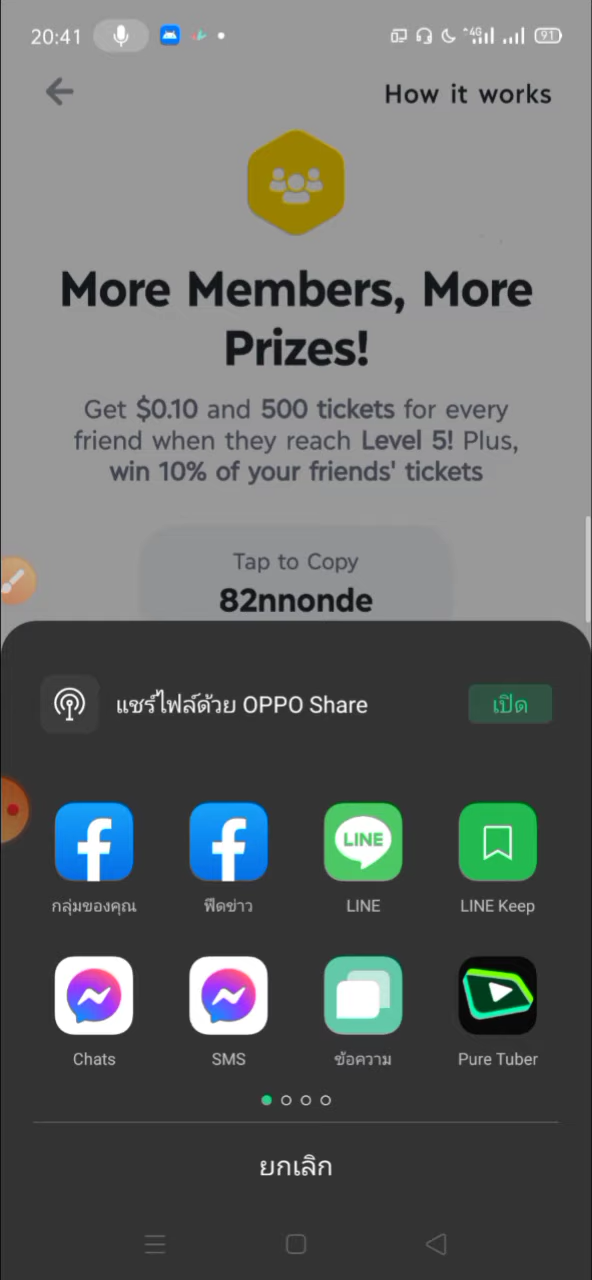 20:41
4G
91
How it works
More Members, More
Prizes!
Get $0.10 and 500 tickets for every
friend when they reach Level 5! Plus,
win 10% of your friends' tickets
Tap to Copy
82nnonde
แชร์ไฟล์ด้วย OPPO Share
เปิด
LINE
กลุ่มของคุณ
ฟีดข่าว
LINE
LINE Keep
Chats
SMS
ข้อความ
Pure Tuber
ยกเลิก